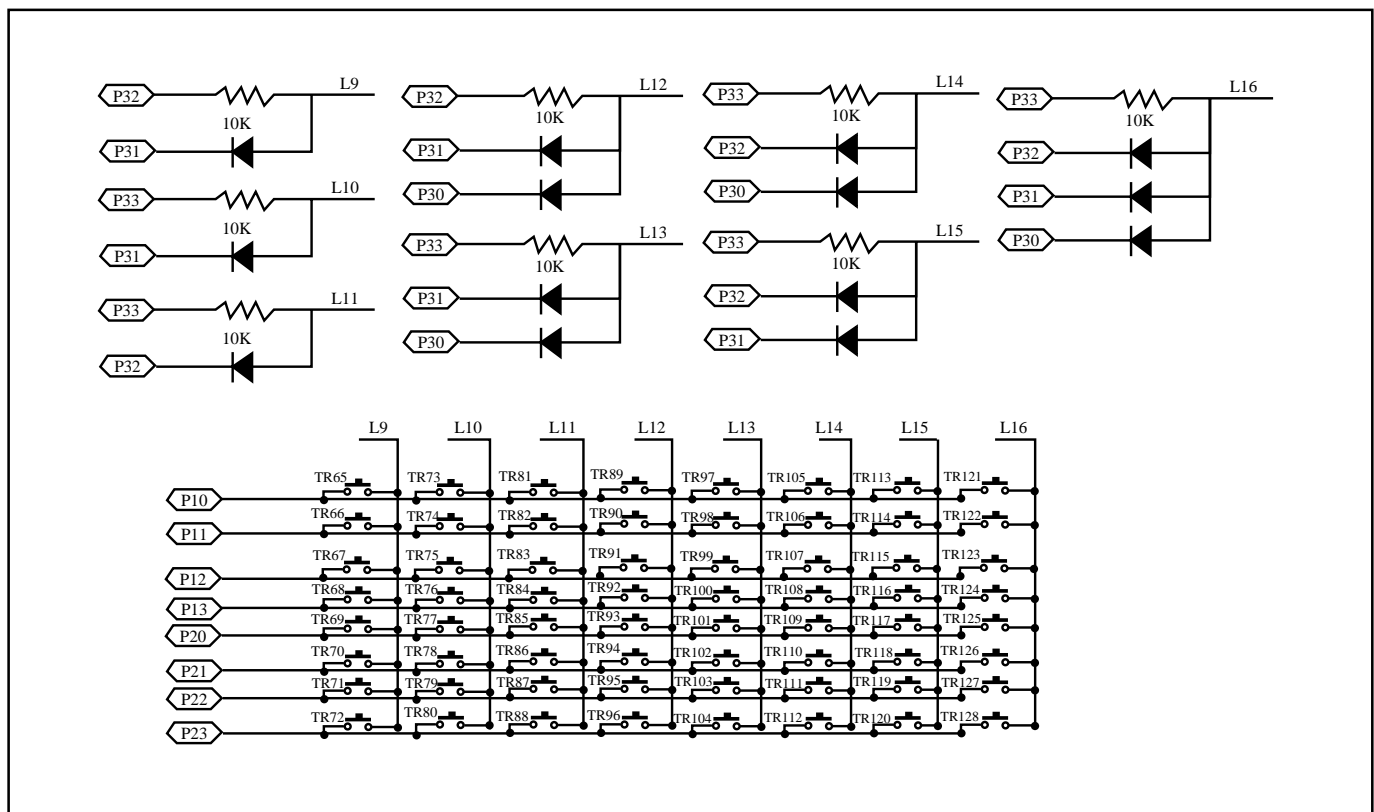 P32 L9
10K
P31
P33 L10
10K
P31
P33 L11
10K
P32
P32 L12
10K
P31
P30
P33 L13
10K
P31
P30
P33 L14
10K
P32
P30
P33 L15
10K
P32
P31
P33 L16
10K
P32
P31
P30
L9 L10 L11 L12 L13 L14 L15 L16
P10 TR65 TR73 TR81 TR89 TR97 TR105 TR113 TR121
P11 TR66 TR74 TR82 TR90 TR98 TR106 TR114 TR122
P12 TR67 TR75 TR83 TR91 TR99 TR107 TR115 TR123
P13 TR68 TR76 TR84 TR92 TR100 TR108 TR116 TR124
P20 TR69 TR77 TR85 TR93 TR101 TR109 TR117 TR125
P21 TR70 TR78 TR86 TR94 TR102 TR110 TR118 TR126
P22 TR71 TR79 TR87 TR95 TR103 TR111 TR119 TR127
P23 TR72 TR80 TR88 TR96 TR104 TR112 TR120 TR128